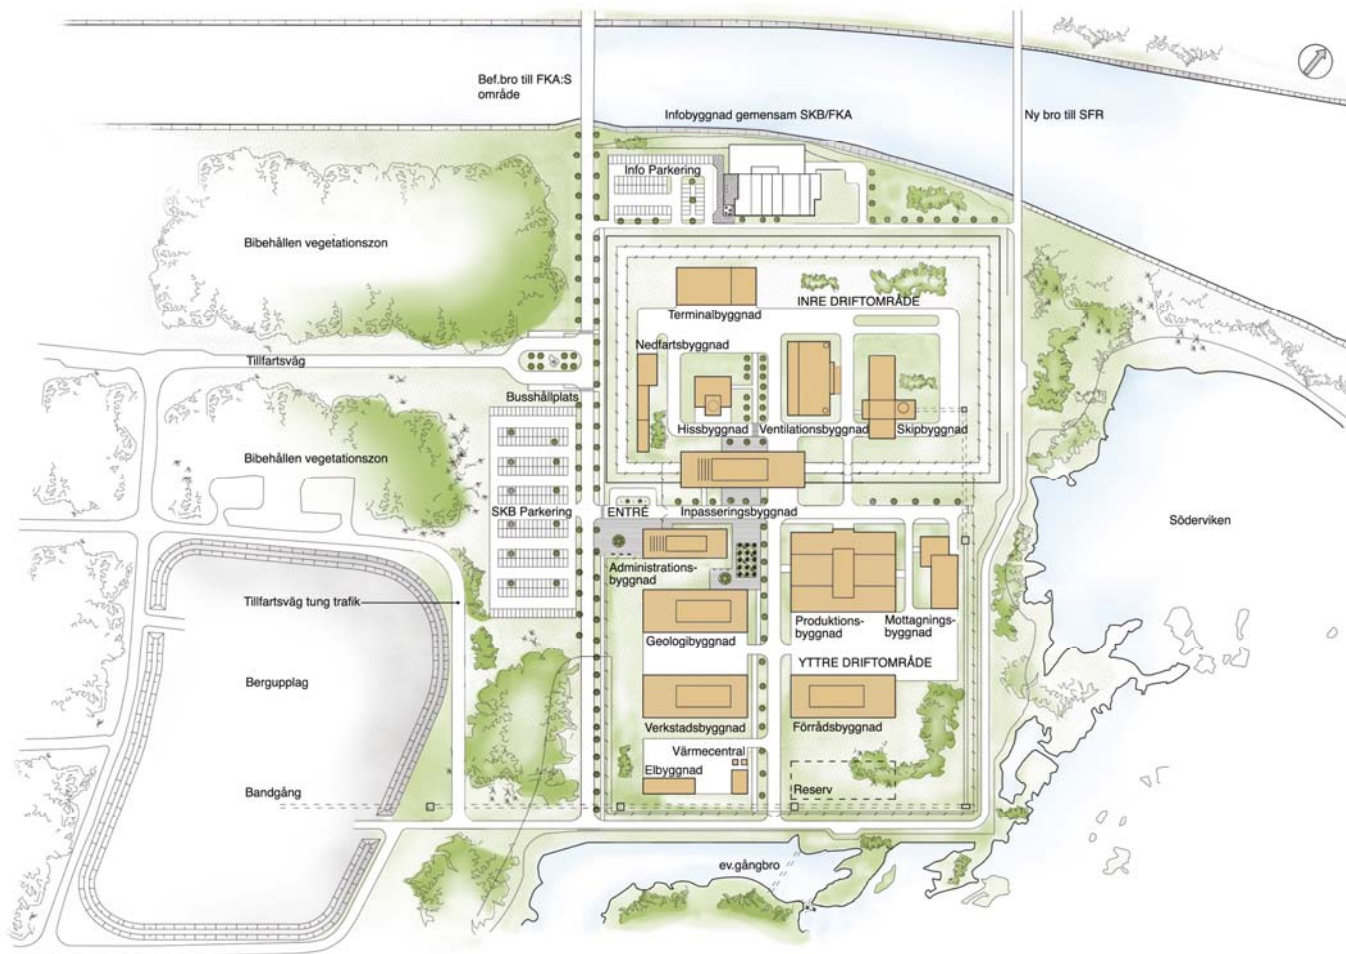 Bef.bro till FKA:S
område
Infobyggnad gemensam SKB/FKA
Ny bro till SFR
Info Parkering
Bibehållen vegetationszon
INRE DRIFTOMRÅDE
Terminalbyggnad
Nedfartsbyggnad
Tillfartsväg
Busshållplats
Hissbyggnad
Ventilationsbyggnad
Skipbyggnad
Bibehållen vegetationszon
SKB Parkering
ENTRÉ
Inpasseringsbyggnad
Söderviken
Administrations-
byggnad
Tillfartsväg tung trafik
Produktions-
byggnad
Mottagnings-
byggnad
Geologibyggnad
YTTRE DRIFTOMRÅDE
Bergupplag
Verkstadsbyggnad
Förrådsbyggnad
Värmecentral
Elbyggnad
Bandgång
Reserv
ev.gångbro